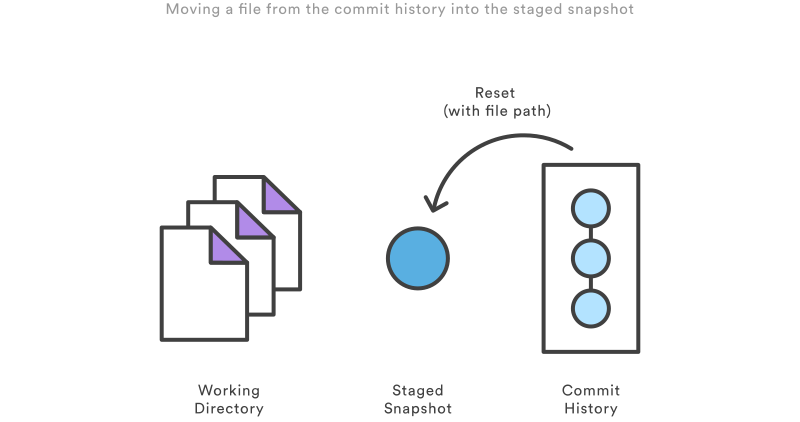 Moving a file from the commit history into the staged snapshot
Reset
(with file path)
Working
Directory
Staged
Snapshot
Commit
History